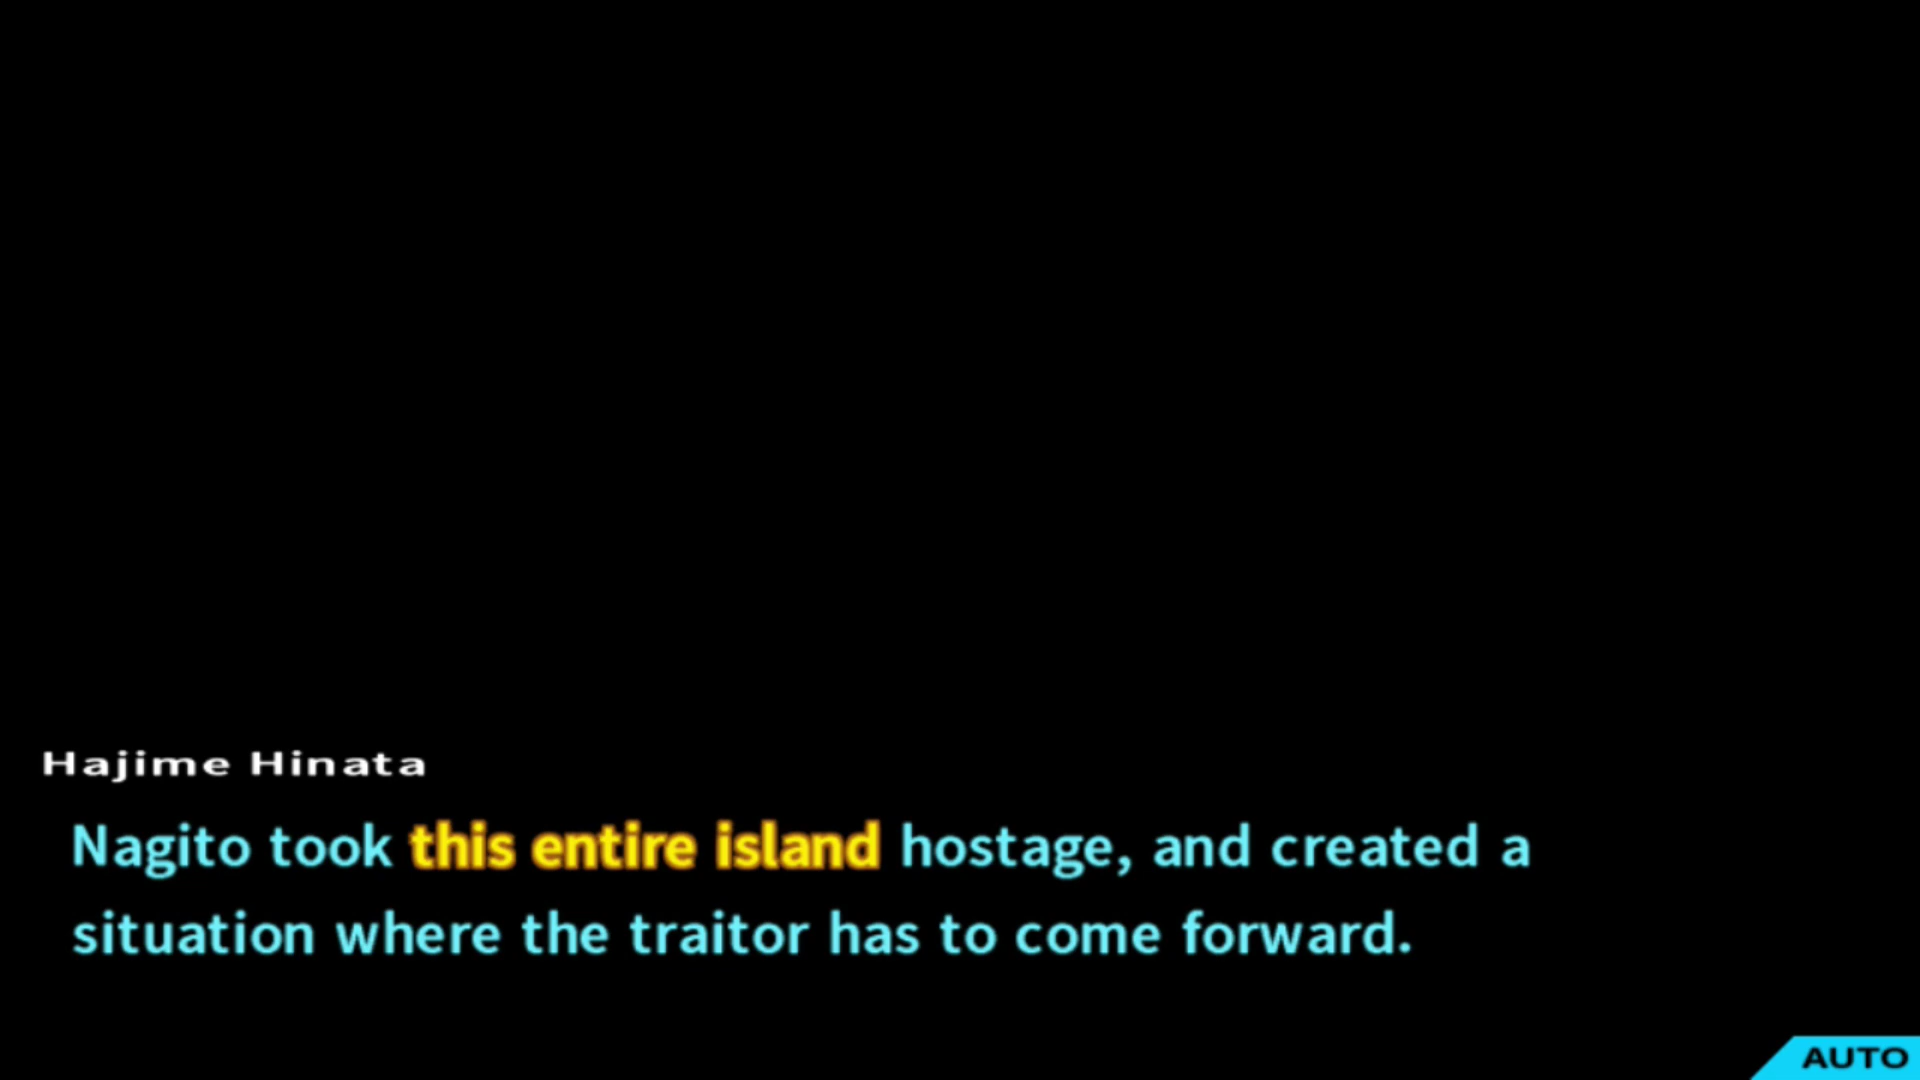 Hajime Hinata
Nagito took this entire island hostage, and created a
situation where the traitor has to come forward.
AUTO